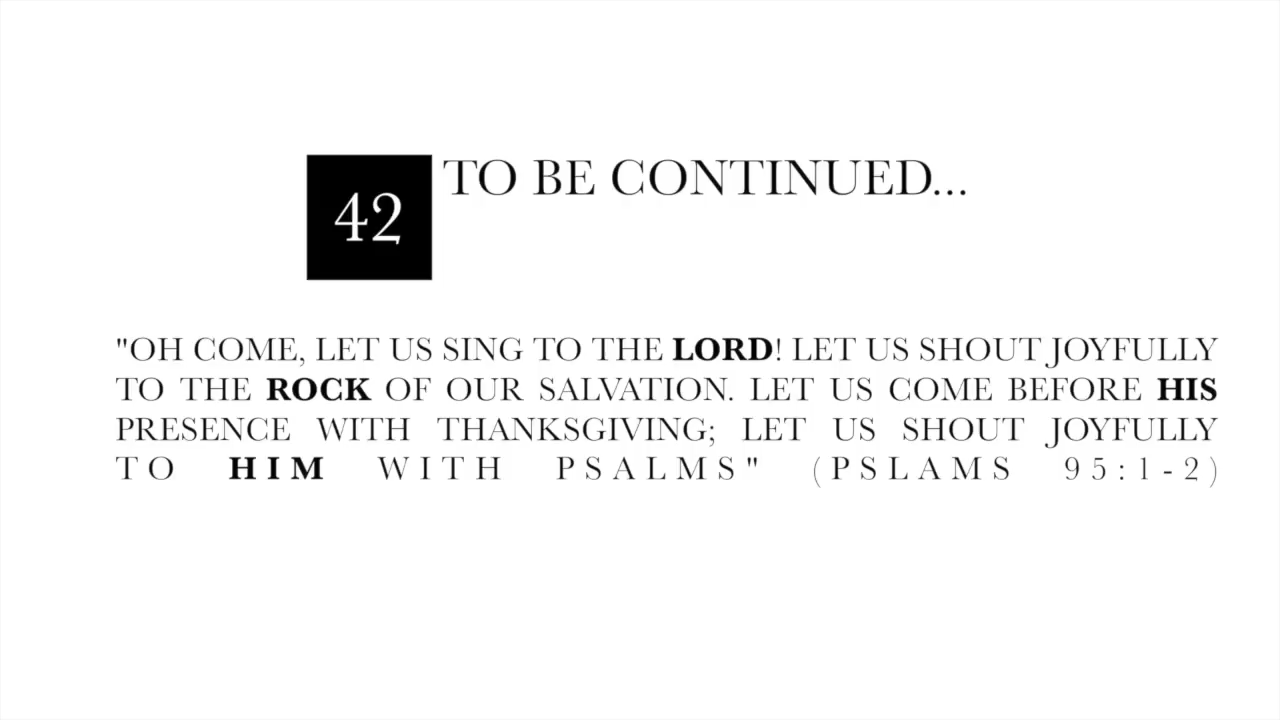 TO BE CONTINUED...
42
"OH COME, LET US SING TO THE LORD! LET US SHOUT JOYFULLY
TO THE ROCK OF OUR SALVATION. LET US COME BEFORE HIS
PRESENCE WITH THANKSGIVING; LET US SHOUT JOYFULLY
TO HIM WITH PSALMS" (PSLAMS 95:1-2)